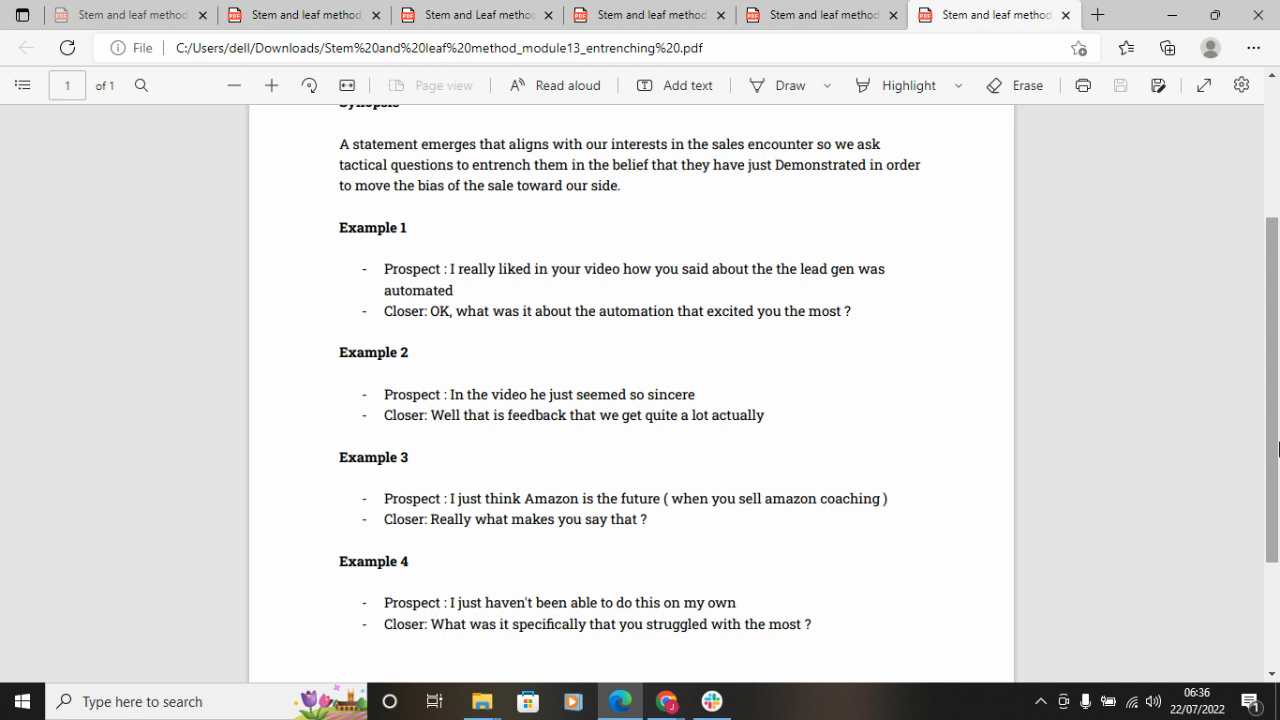 Stem and leaf method
Stem and leaf method
Stem and Leaf method
Stem and leaf method
Stem and leaf method
Stem and leaf method
File
C:/Users/dell/Downloads/Stem%20and%20leaf%20method_module13_entrenching%20.pdf
1
of 1
Page view
Read aloud
Add text
Draw
Highlight
Erase
Synopsis
A statement emerges that aligns with our interests in the sales encounter so we ask
tactical questions to entrench them in the belief that they have just Demonstrated in order
to move the bias of the sale toward our side.
Example 1
- Prospect : I really liked in your video how you said about the the lead gen was
automated
- Closer: OK, what was it about the automation that excited you the most ?
Example 2
- Prospect : In the video he just seemed so sincere
- Closer: Well that is feedback that we get quite a lot actually
Example 3
- Prospect : I just think Amazon is the future ( when you sell amazon coaching )
- Closer: Really what makes you say that ?
Example 4
- Prospect : I just haven't been able to do this on my own
- Closer: What was it specifically that you struggled with the most ?
Type here to search
06:36
22/07/2022
1